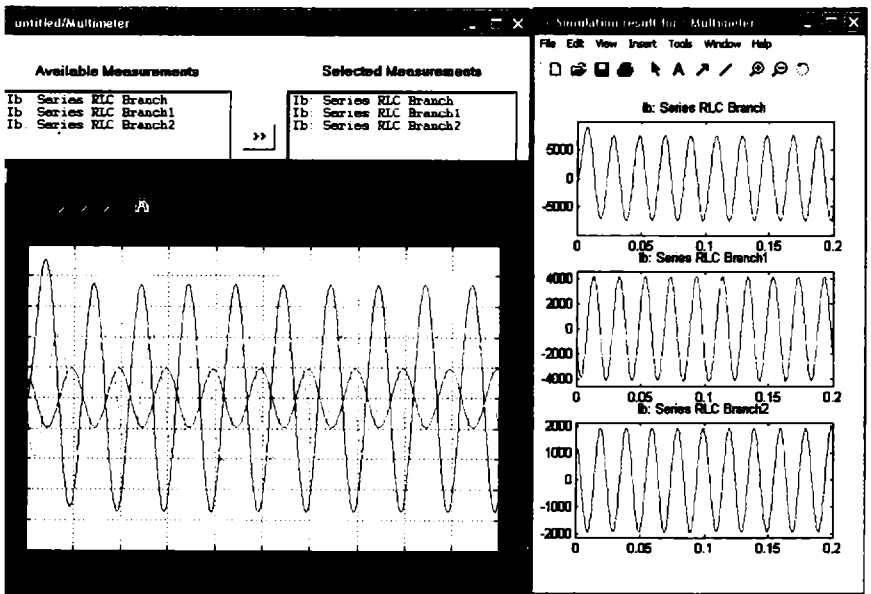 untitled/Multimeter
Available Measurements
Selected Measurements
Ib Series RLC Branch
Ib Series RLC Branch1
Ib. Series RLC Branch2
>>
Ib: Series RLC Branch
Ib: Series RLC Branch1
Ib: Series RLC Branch2
Simulation result for : Multimeter
File Edit View Insert Tools Window Help
A
Ib: Series RLC Branch
5000
0
-5000
0 0.05 0.1 0.15 0.2
Ib: Series RLC Branch1
4000
2000
0
-2000
-4000
0 0.05 0.1 0.15 0.2
Ib: Series RLC Branch2
2000
1000
0
-1000
-2000
0 0.05 0.1 0.15 0.2